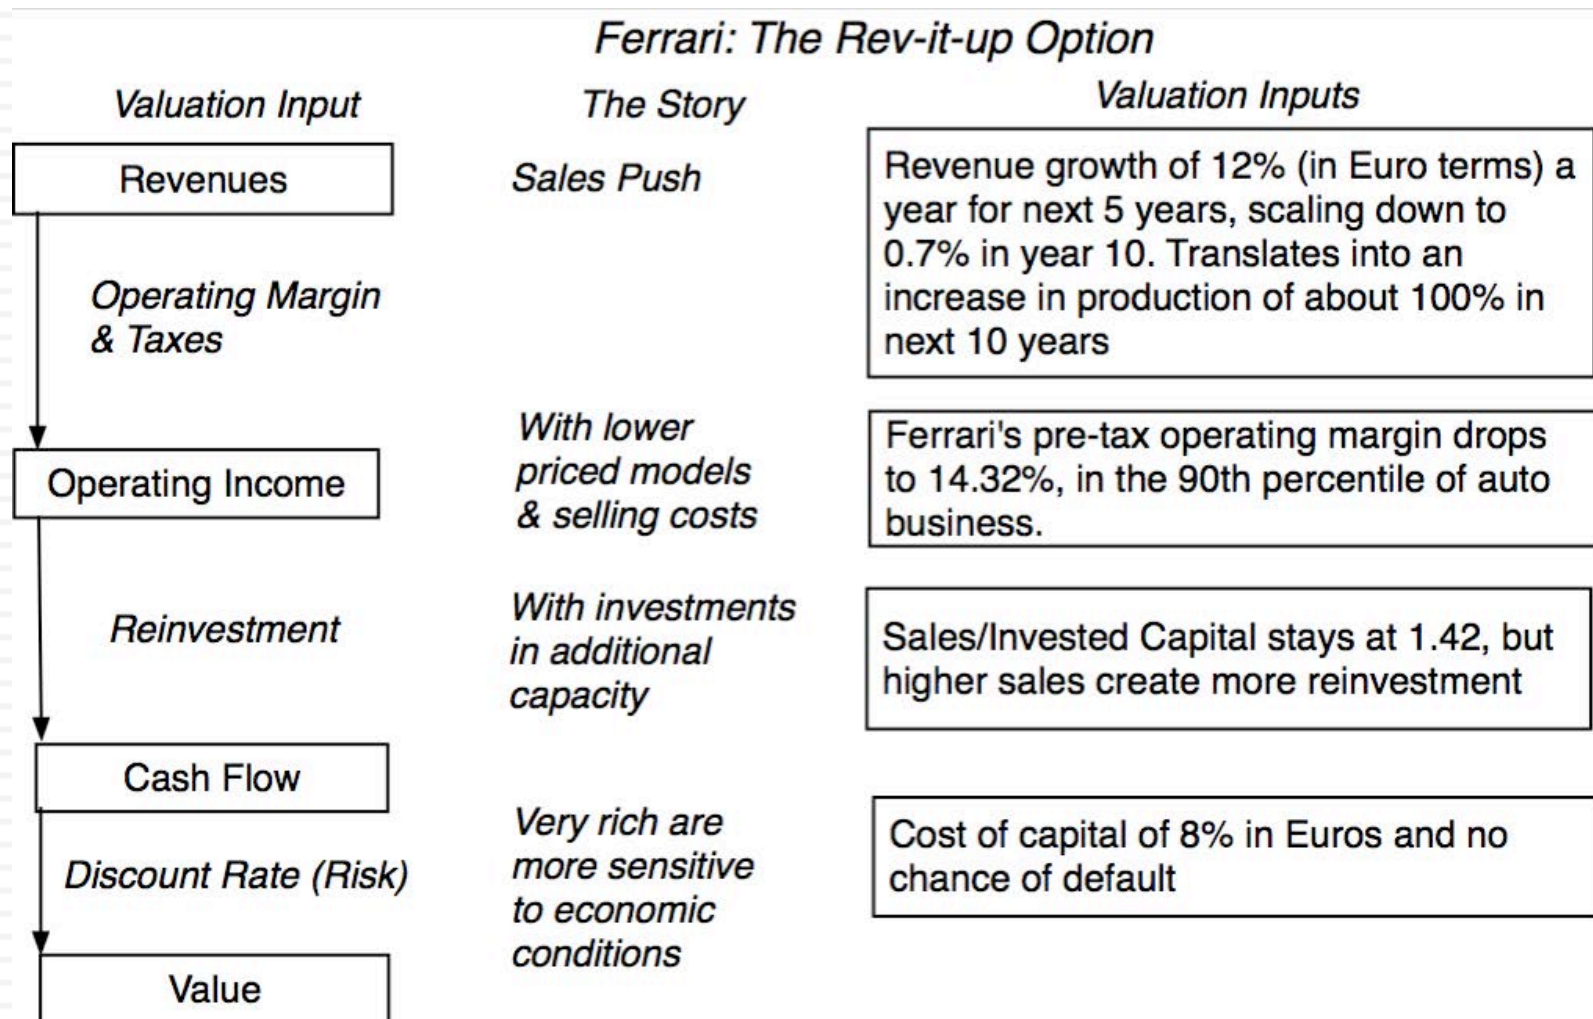 Ferrari: The Rev-it-up Option
Valuation Input
The Story
Valuation Inputs
Revenues
Sales Push
Revenue growth of 12% (in Euro terms) a
year for next 5 years, scaling down to
0.7% in year 10. Translates into an
increase in production of about 100% in
next 10 years
Operating Margin
& Taxes
Operating Income
With lower
priced models
& selling costs
Ferrari's pre-tax operating margin drops
to 14.32%, in the 90th percentile of auto
business.
Reinvestment
With investments
in additional
capacity
Sales/Invested Capital stays at 1.42, but
higher sales create more reinvestment
Cash Flow
Discount Rate (Risk)
Very rich are
more sensitive
to economic
conditions
Cost of capital of 8% in Euros and no
chance of default
Value